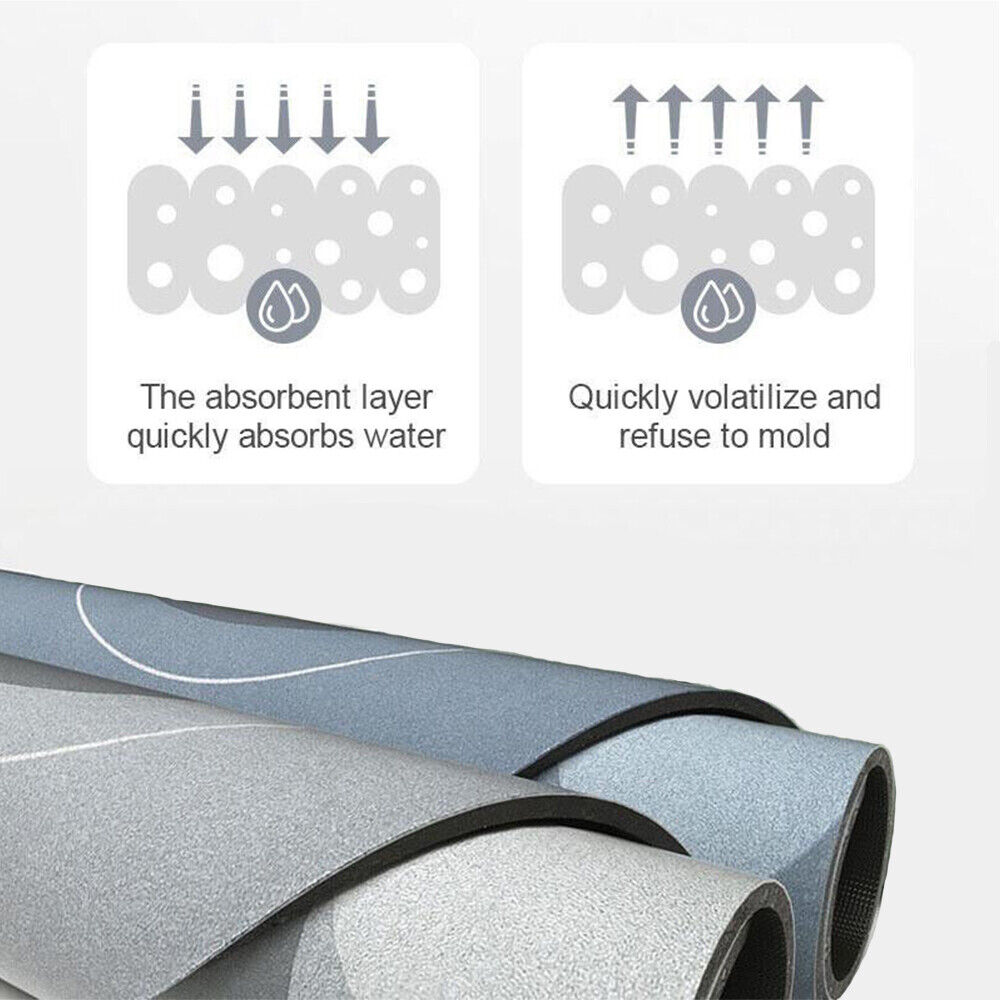 The absorbent layer
quickly absorbs water
Quickly volatilize and
refuse to mold